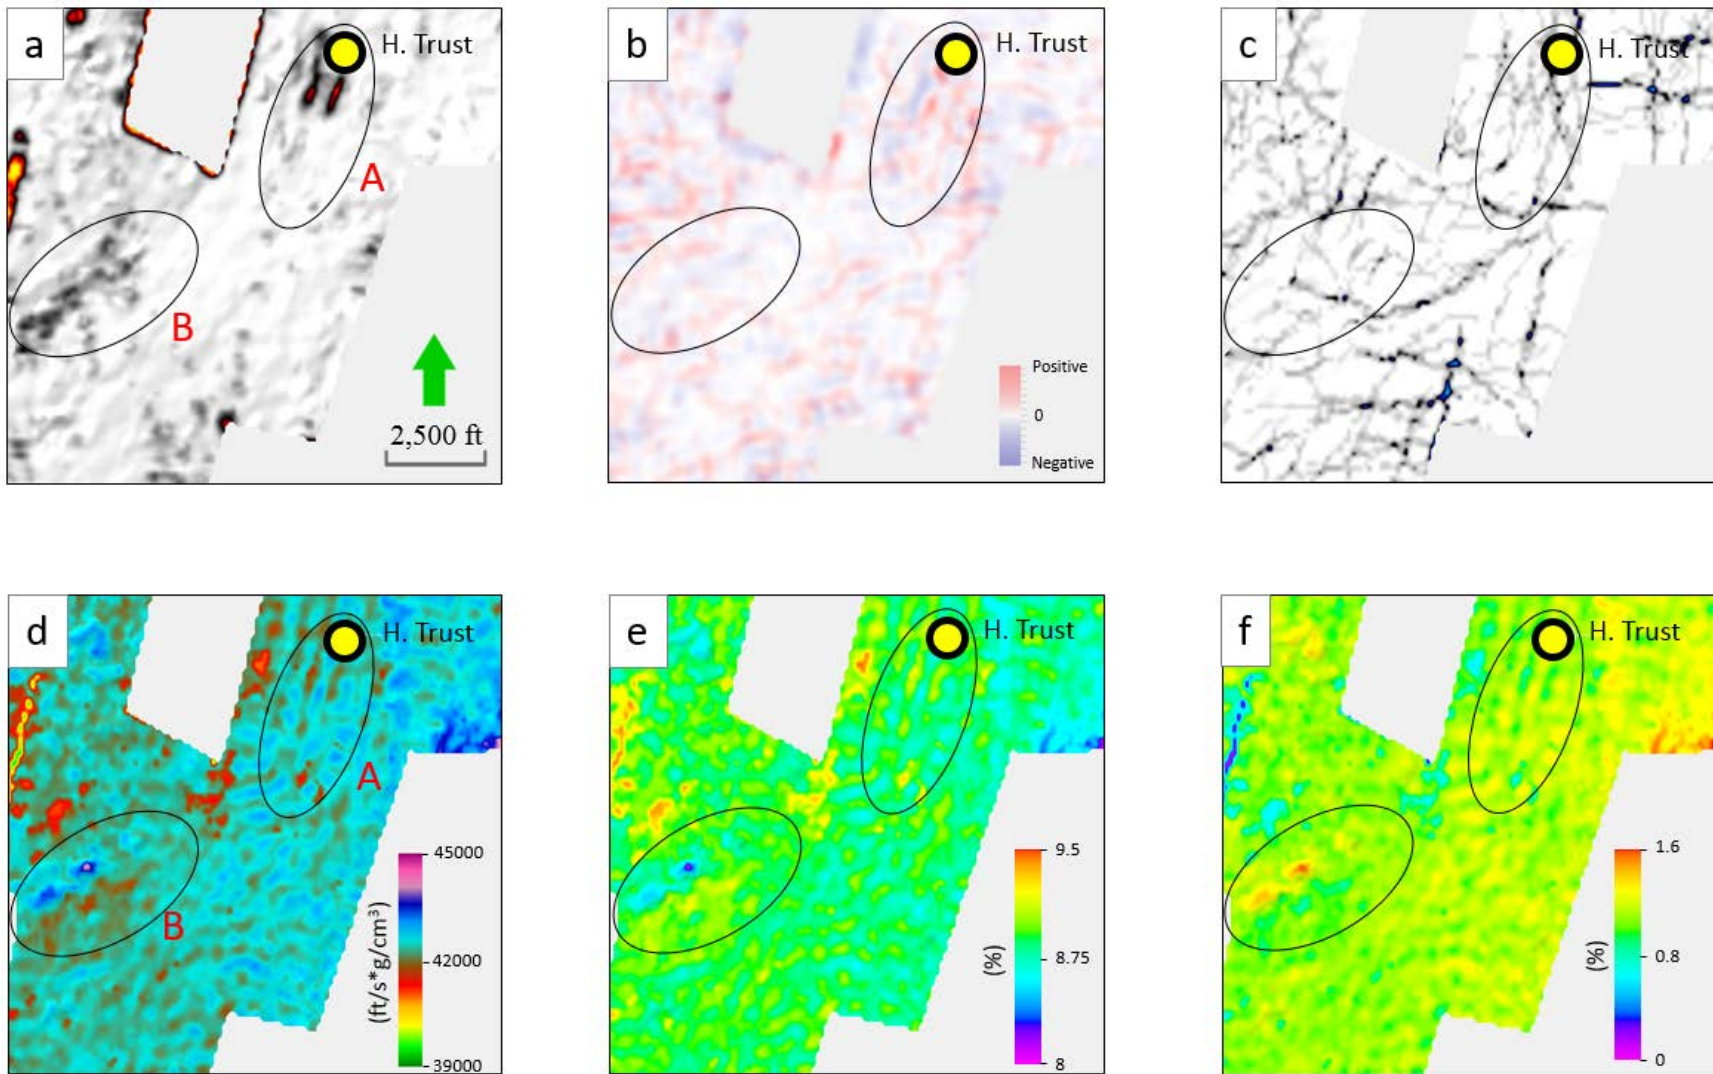 a
H. Trust
A
B
2,500 ft
b
H. Trust
Positive
0
Negative
c
H. Trust
d
H. Trust
A
B
45000
42000
39000
(ft/s*g/cm³)
e
H. Trust
9.5
8.75
8
(%)
f
H. Trust
1.6
0.8
0
(%)